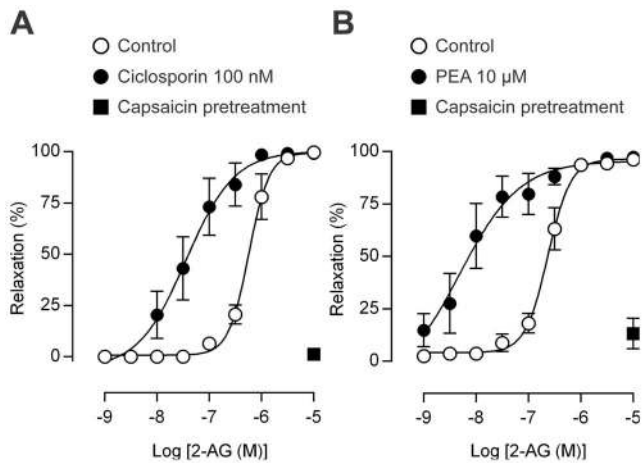 A
Control
Ciclosporin 100 nM
Capsaicin pretreatment
100
75
50
25
0
Relaxation (%)
-9 -8 -7 -6 -5
Log [2-AG (M)]
B
Control
PEA 10 µM
Capsaicin pretreatment
100
75
50
25
0
Relaxation (%)
-9 -8 -7 -6 -5
Log [2-AG (M)]